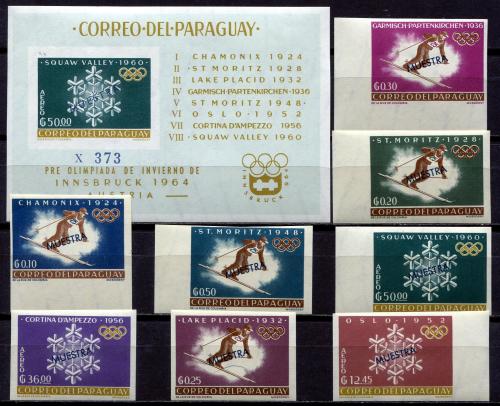 CORREO·DEL·PARAGUAY
SQUAW VALLEY·1960
MUESTRA
AEREO
₲50.00
CORREO DEL PARAGUAY
X 373
I CHAMONIX 1924
II ST MORITZ 1928
III LAKE PLACID 1932
IV GARMISCH-PARTENKIRCHEN·1936
V ST MORITZ 1948
VI OSLO 1952
VII CORTINA D'AMPEZZO 1956
VIII SQUAW VALLEY 1960
PRE OLIMPIADA DE INVIERNO DE
INNSBRUCK 1964
AUSTRIA
INNSBRUCK
1964
GARMISCH-PARTENKIRCHEN·1936
MUESTRA
₲0.30
CORREO DEL PARAGUAY
ST. MORITZ·1928
MUESTRA
₲0.20
CORREO DEL PARAGUAY
CHAMONIX·1924
MUESTRA
₲0.10
CORREO DEL PARAGUAY
ST. MORITZ·1948
MUESTRA
₲0.50
CORREO DEL PARAGUAY
SQUAW VALLEY·1960
MUESTRA
AEREO
₲50.00
CORREO DEL PARAGUAY
CORTINA D'AMPEZZO·1956
MUESTRA
AEREO
₲36.00
CORREO DEL PARAGUAY
LAKE PLACID·1932
MUESTRA
₲0.25
CORREO DEL PARAGUAY
OSLO·1952
MUESTRA
AEREO
₲12.45
CORREO DEL PARAGUAY